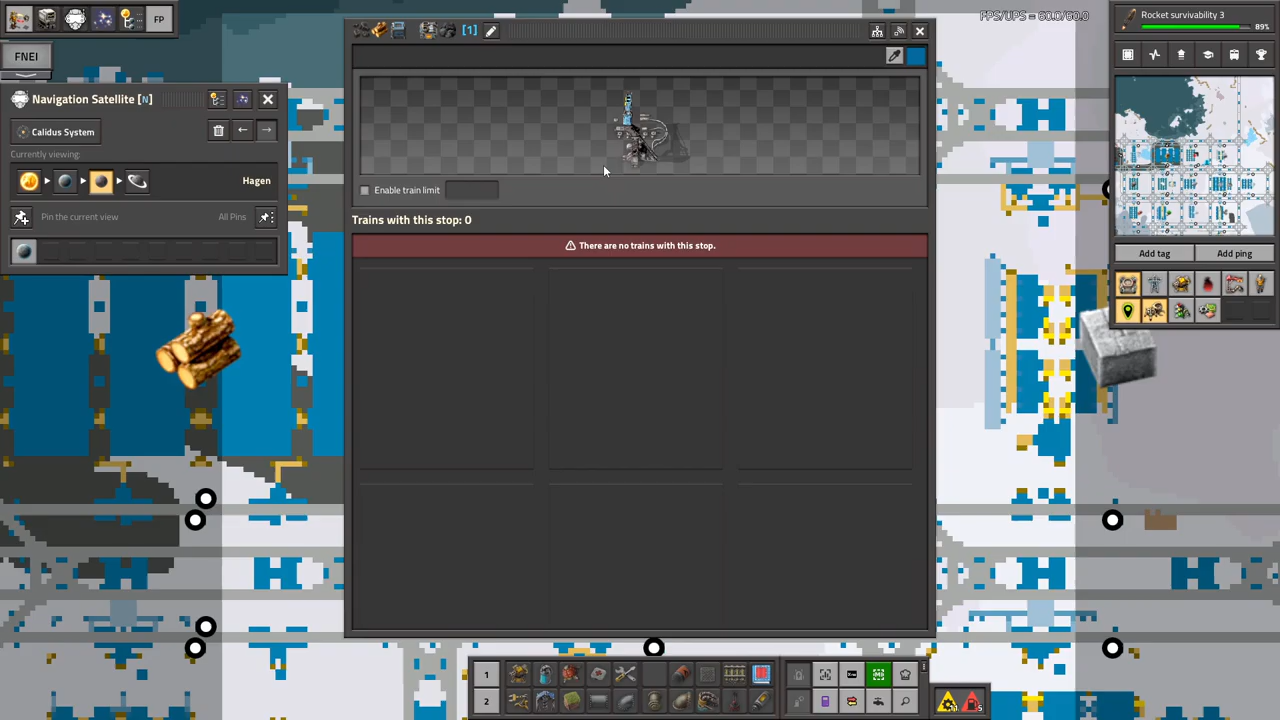 FP
FPS/UPS = 60.0/60.0
Rocket survivability 3
89%
FNEI
[1]
Navigation Satellite [N]
Calidus System
Currently viewing:
Hagen
Pin the current view
All Pins
Enable train limit
Trains with this stop: 0
There are no trains with this stop.
Add tag
Add ping
1
2